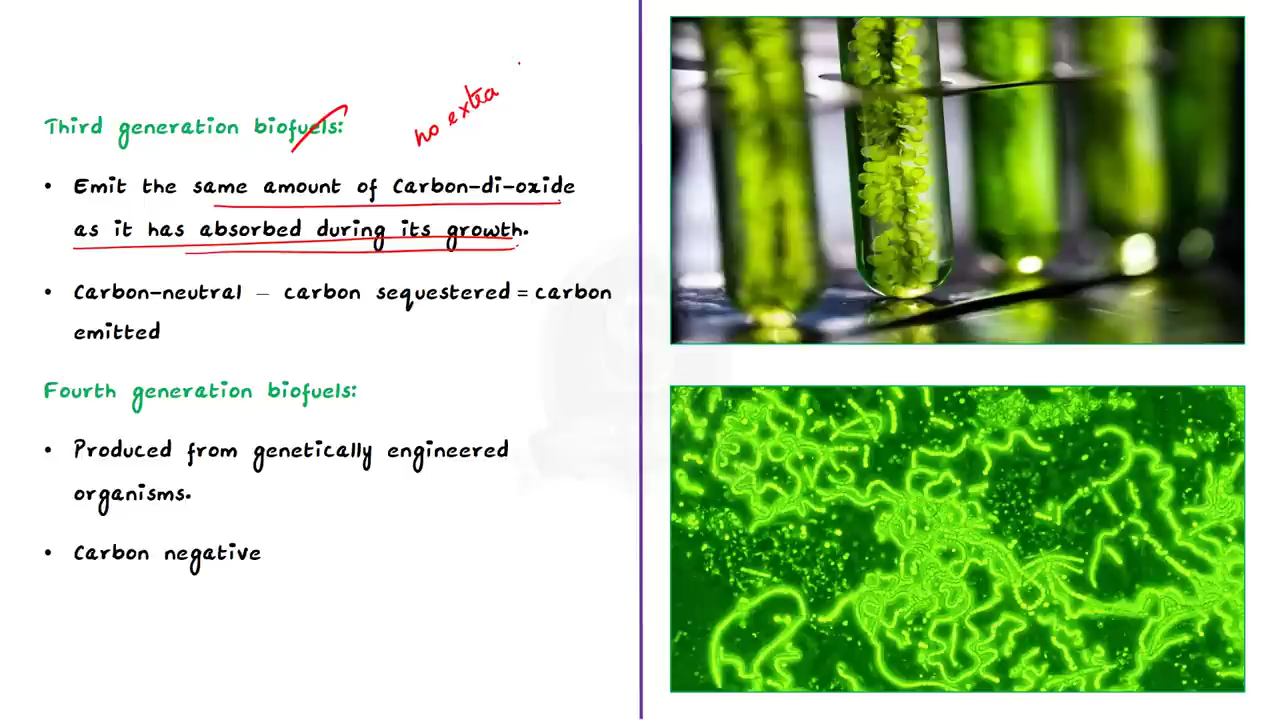 no extra
Third generation biofuels:
• Emit the same amount of Carbon-di-oxide
as it has absorbed during its growth.
• Carbon-neutral – carbon sequestered = carbon
emitted
Fourth generation biofuels:
• Produced from genetically engineered
organisms.
• Carbon negative